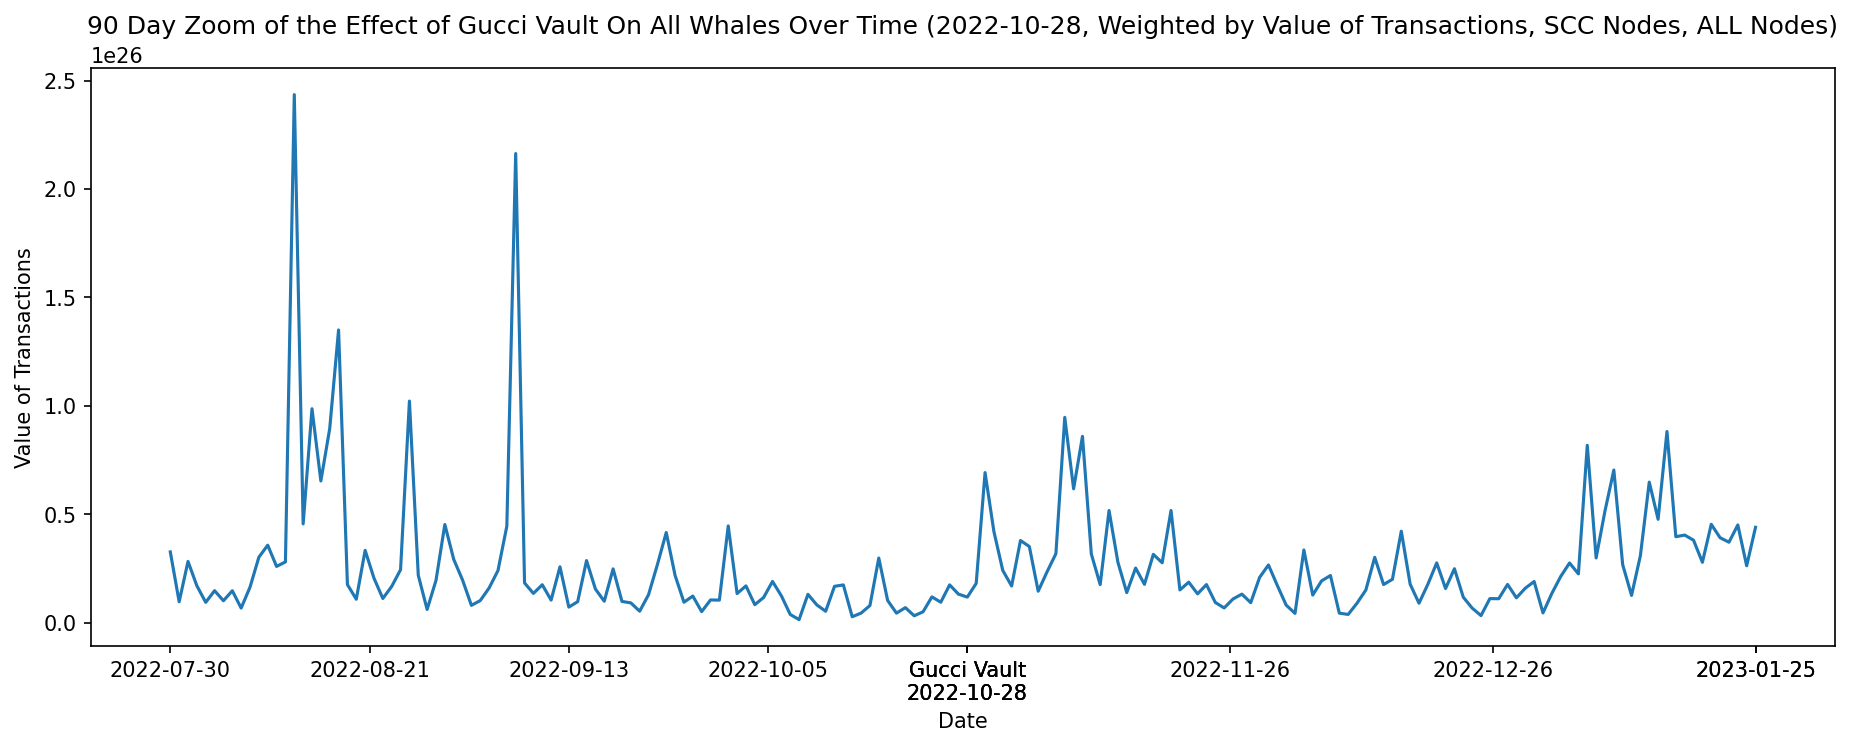 90 Day Zoom of the Effect of Gucci Vault On All Whales Over Time (2022-10-28, Weighted by Value of Transactions, SCC Nodes, ALL Nodes)
1e26
2.5
2.0
1.5
1.0
0.5
0.0
Value of Transactions
2022-07-30 2022-08-21 2022-09-13 2022-10-05 Gucci Vault 2022-11-26 2022-12-26 2023-01-25
2022-10-28
Date